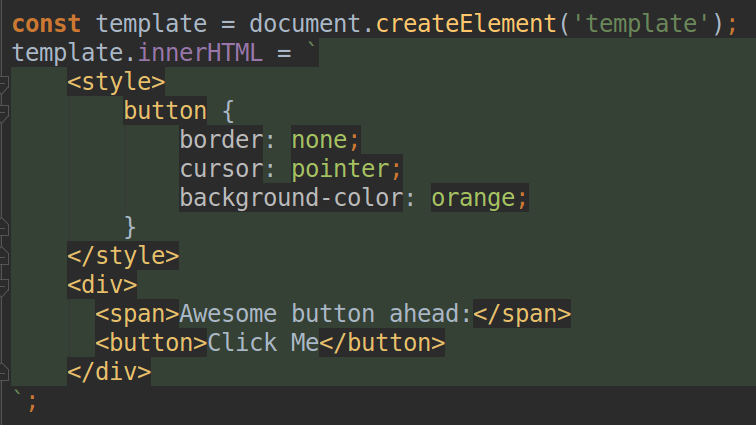 const template = document.createElement('template');
template.innerHTML = `
    <style>
        button {
            border: none;
            cursor: pointer;
            background-color: orange;
        }
    </style>
    <div>
      <span>Awesome button ahead:</span>
      <button>Click Me</button>
    </div>
`;